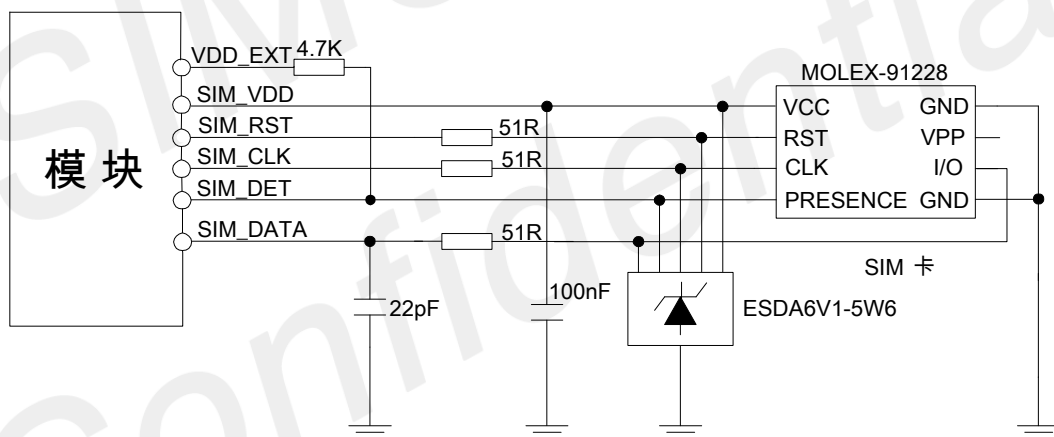 VDD_EXT 4.7K
MOLEX-91228
SIM_VDD
VCC GND
SIM_RST 51R
RST VPP
模块
SIM_CLK 51R
CLK I/O
SIM_DET
PRESENCE GND
SIM_DATA 51R
SIM 卡
22pF
100nF
ESDA6V1-5W6